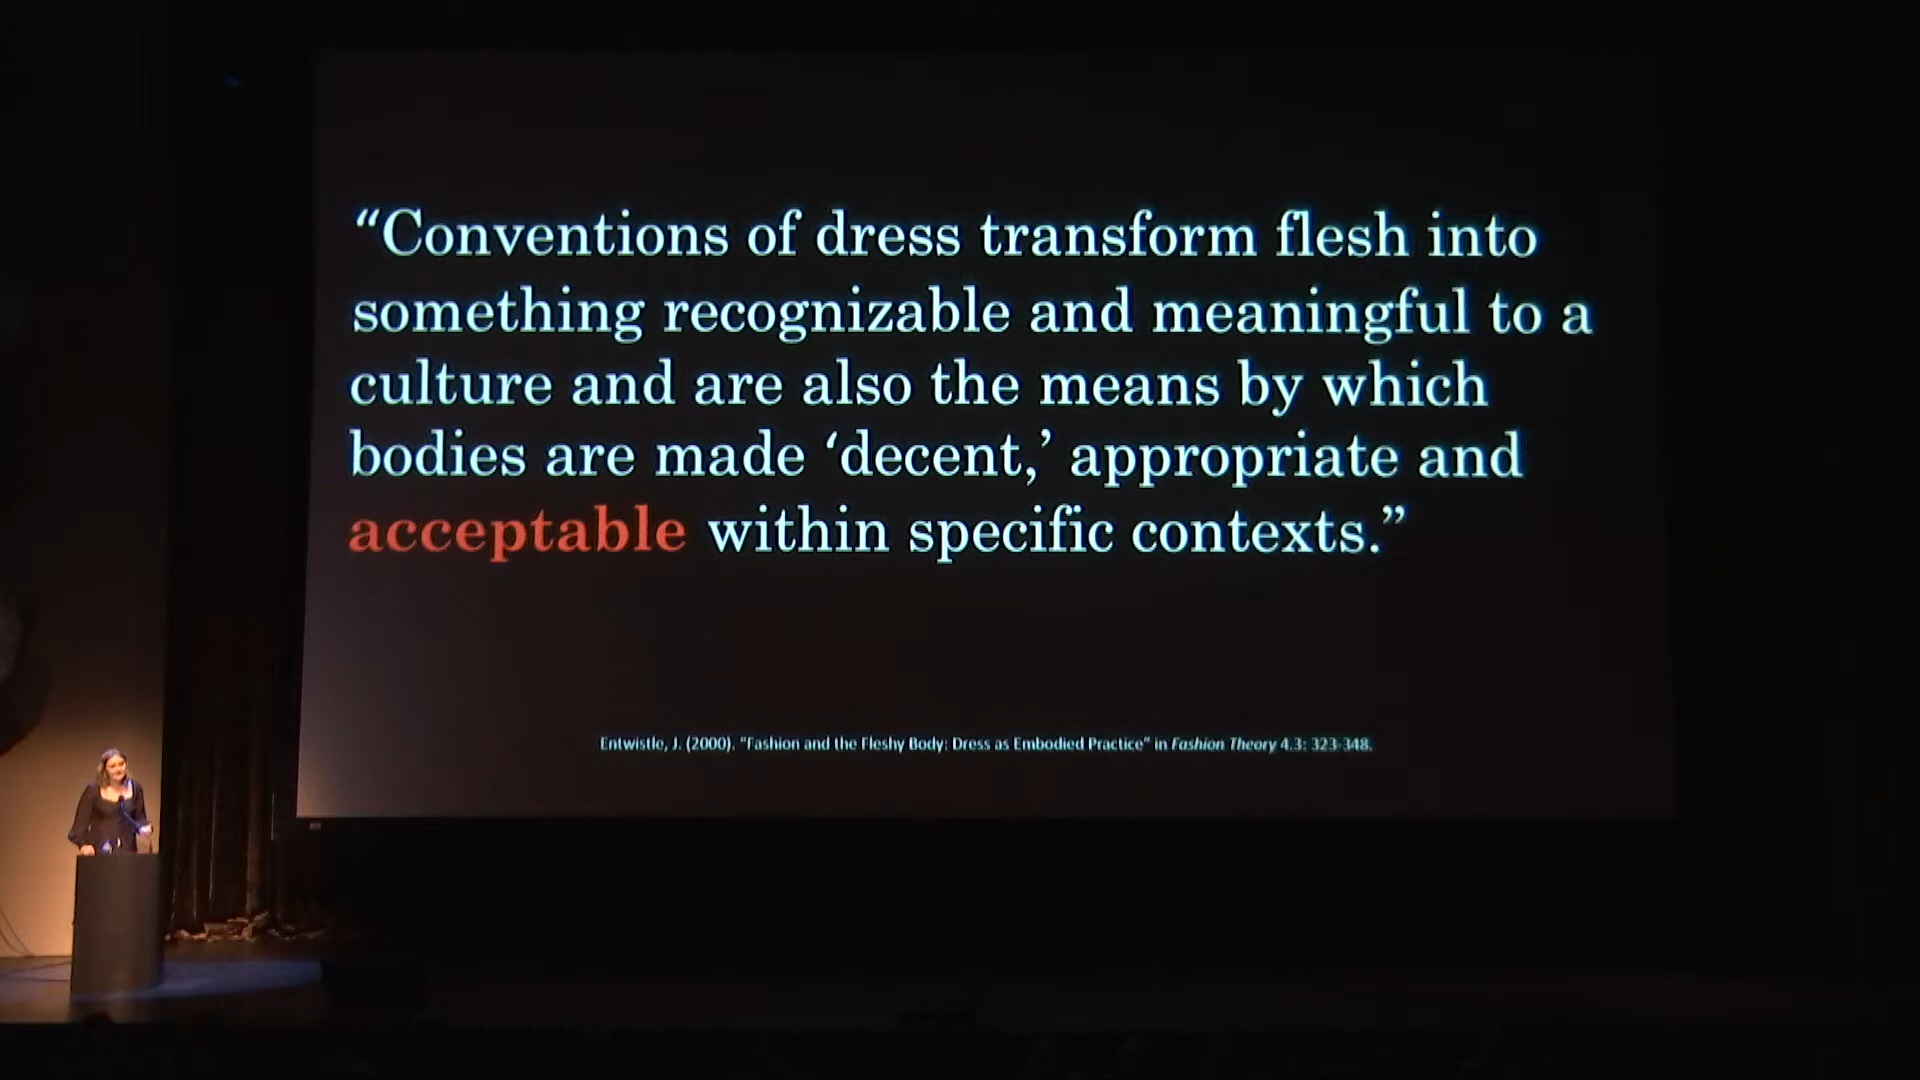 “Conventions of dress transform flesh into
something recognizable and meaningful to a
culture and are also the means by which
bodies are made ‘decent,’ appropriate and
acceptable within specific contexts.”
Entwistle, J. (2000). “Fashion and the Fleshy Body: Dress as Embodied Practice” in Fashion Theory 4.3: 323-348.